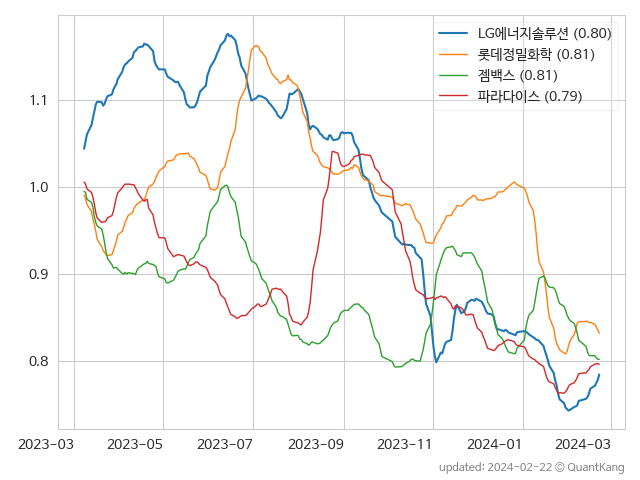 LG에너지솔루션 (0.80)
롯데정밀화학 (0.81)
젬백스 (0.81)
파라다이스 (0.79)
1.1
1.0
0.9
0.8
2023-03 2023-05 2023-07 2023-09 2023-11 2024-01 2024-03
updated: 2024-02-22 © QuantKang